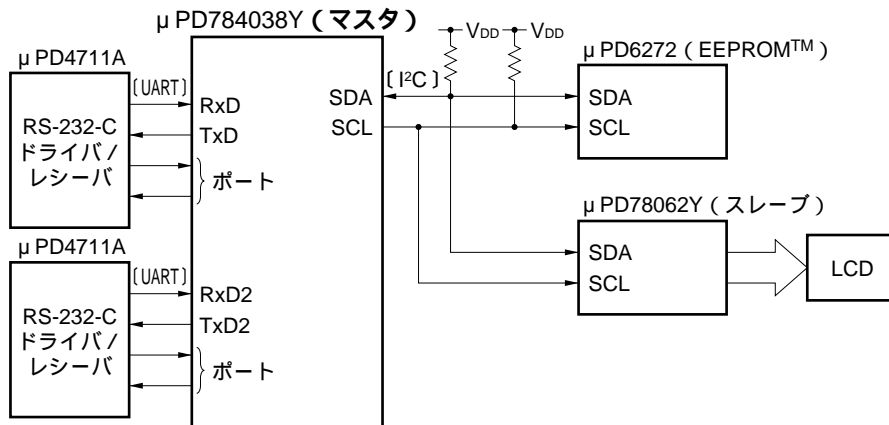 μPD784038Y(マスタ)
μPD4711A
〔UART〕
RS-232-C
ドライバ/
レシーバ
RxD
TxD
ポート
μPD4711A
〔UART〕
RS-232-C
ドライバ/
レシーバ
RxD2
TxD2
ポート
SDA
SCL
〔I²C〕
VDD
VDD
μPD6272(EEPROM™)
SDA
SCL
μPD78062Y(スレーブ)
SDA
SCL
LCD